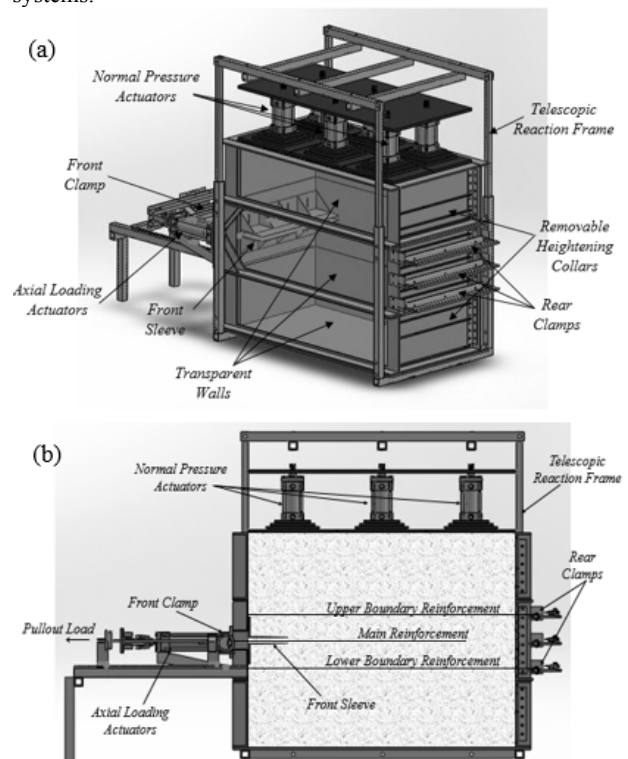 systems.
(a)
Normal Pressure
Actuators
Telescopic
Reaction Frame
Front
Clamp
Removable
Heightening
Collars
Axial Loading
Actuators
Front
Sleeve
Rear
Clamps
Transparent
Walls
(b)
Normal Pressure
Actuators
Telescopic
Reaction Frame
Rear
Clamps
Front Clamp
Upper Boundary Reinforcement
Pullout Load
Main Reinforcement
Lower Boundary Reinforcement
Axial Loading
Actuators
Front Sleeve